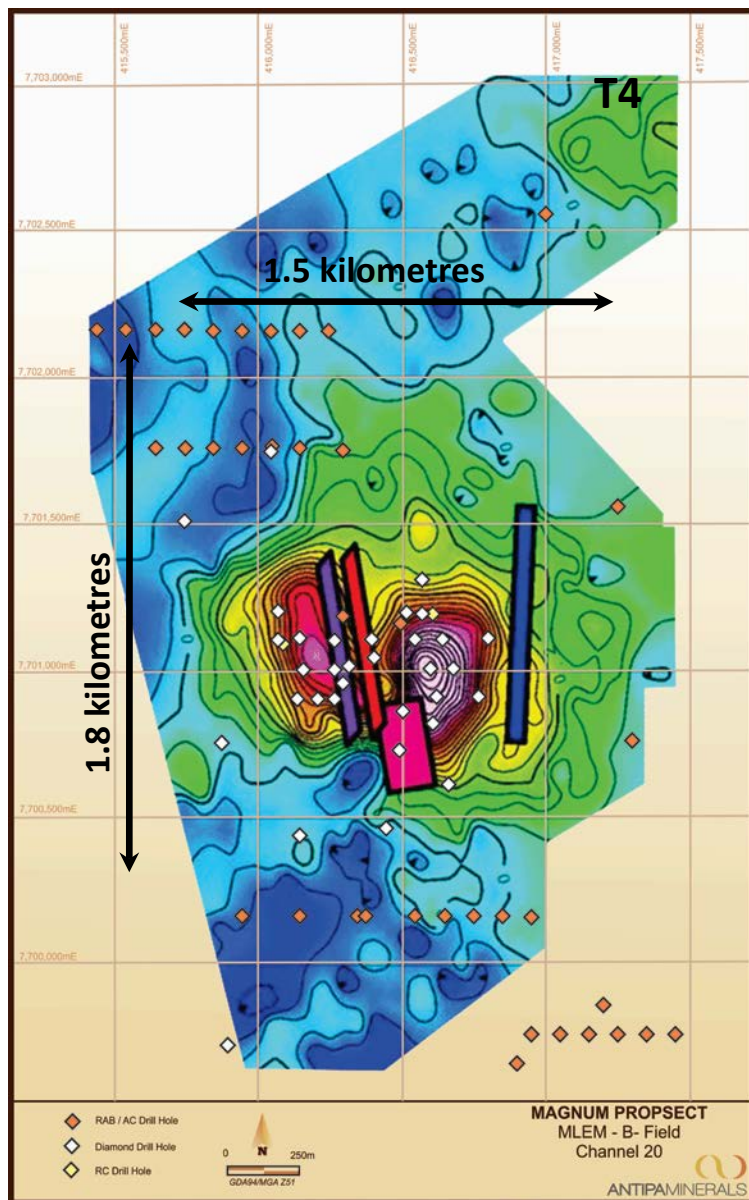 415,500mE
416,000mE
416,500mE
417,000mE
417,500mE
7,703,000mE
T4
7,702,500mE
1.5 kilometres
7,702,000mE
7,701,500mE
1.8 kilometres
7,701,000mE
7,700,500mE
7,700,000mE
RAB / AC Drill Hole
Diamond Drill Hole
RC Drill Hole
N
0 250m
GDA94/MGA Z51
MAGNUM PROPSECT
MLEM - B- Field
Channel 20
ANTIPAMINERALS